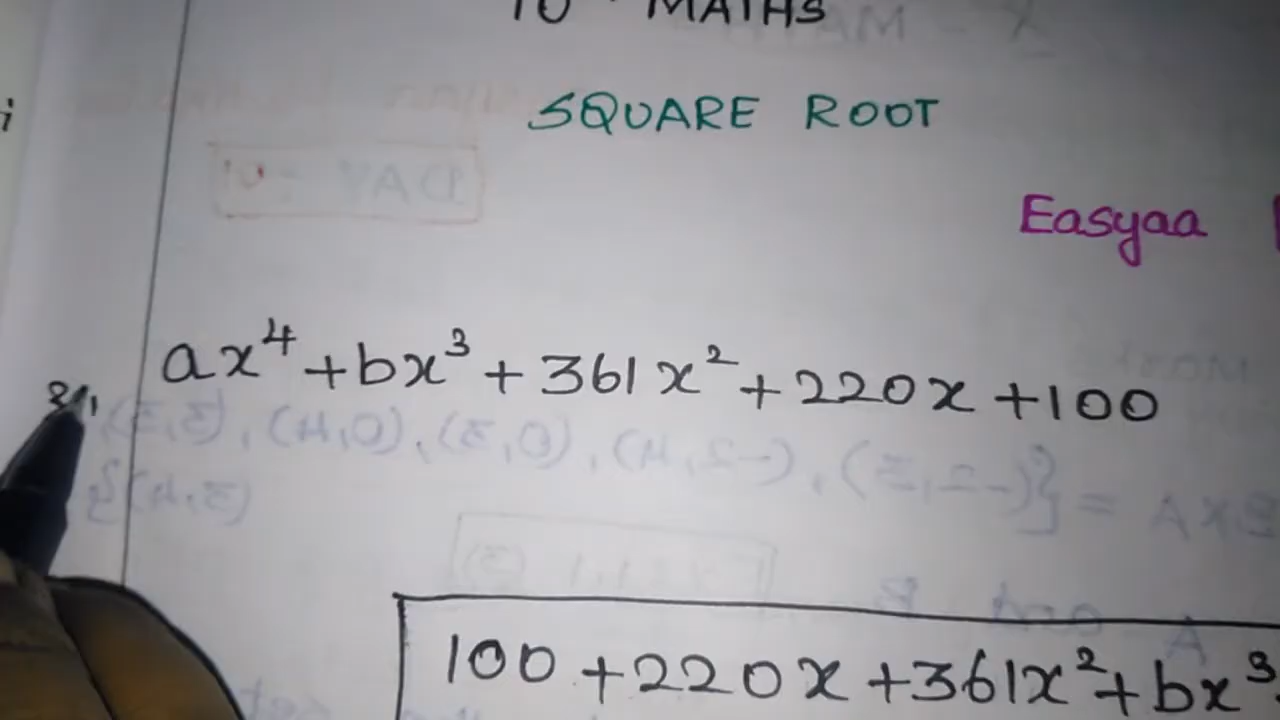 10 MATHS
SQUARE ROOT
Easyaa
ax⁴ + bx³ + 361x² + 220x + 100
100 + 220x + 361x² + bx³